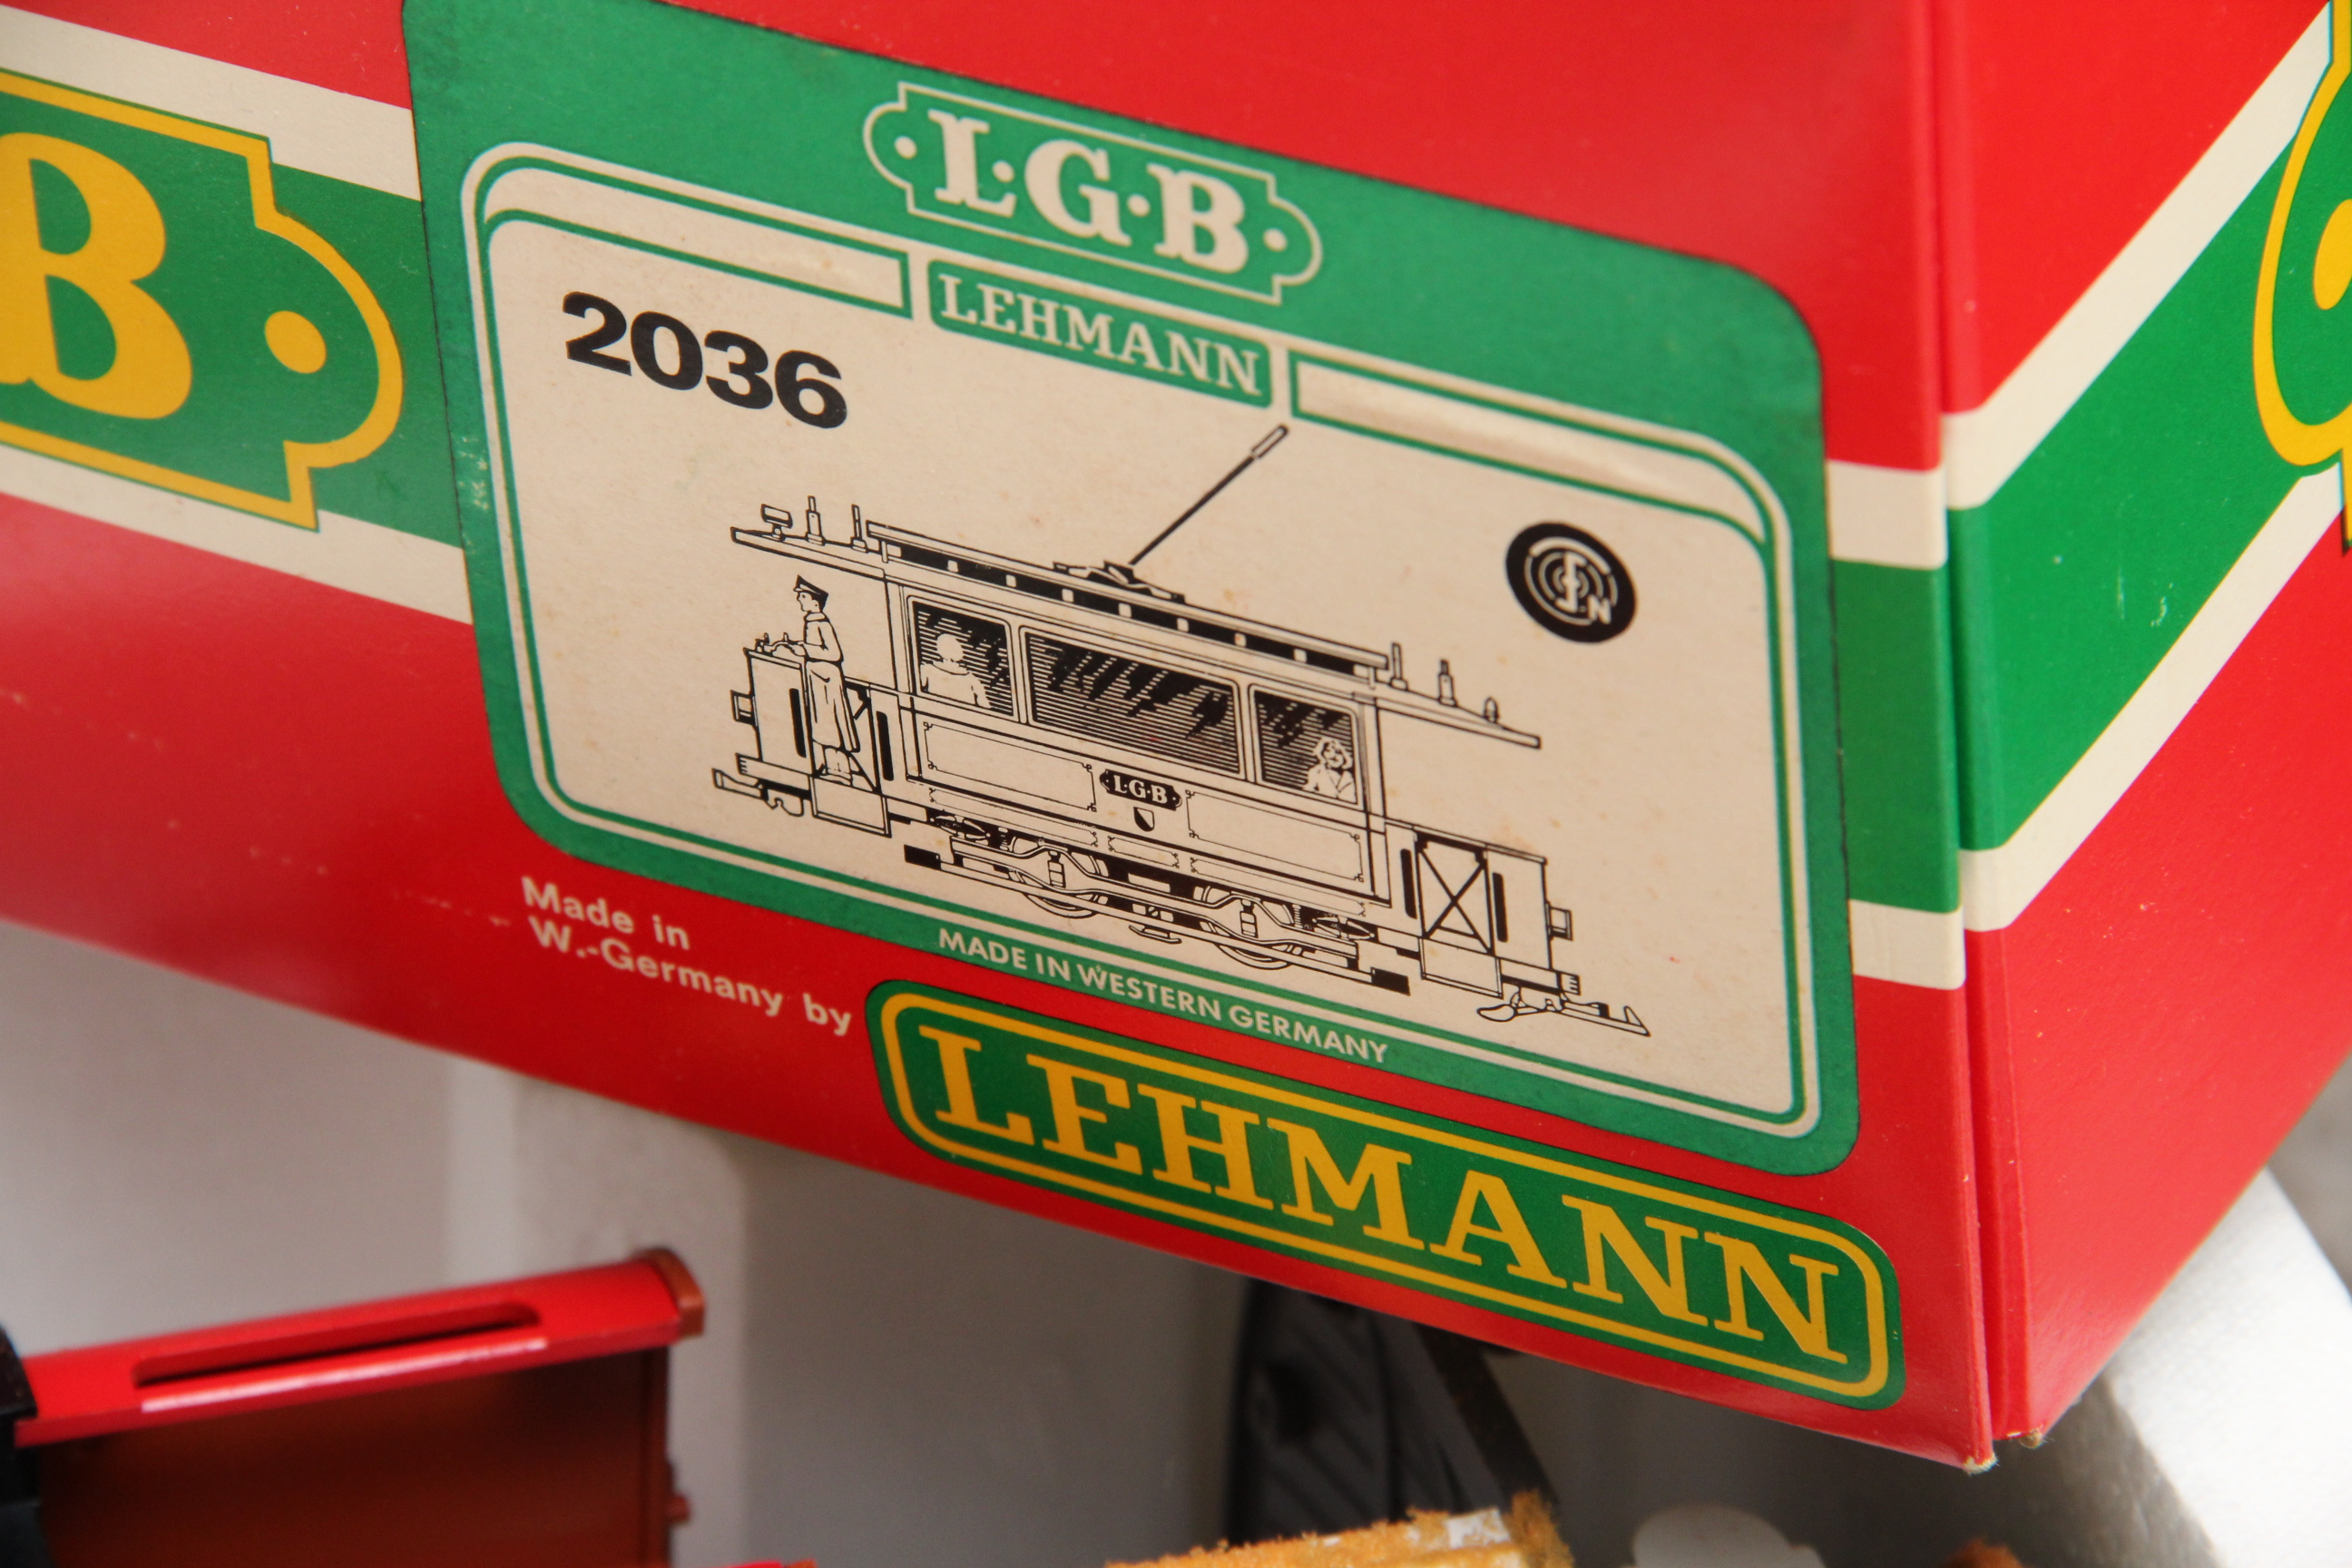 B
L·G·B
LEHMANN
2036
L·G·B
MADE IN WESTERN GERMANY
Made in
W.-Germany by
LEHMANN